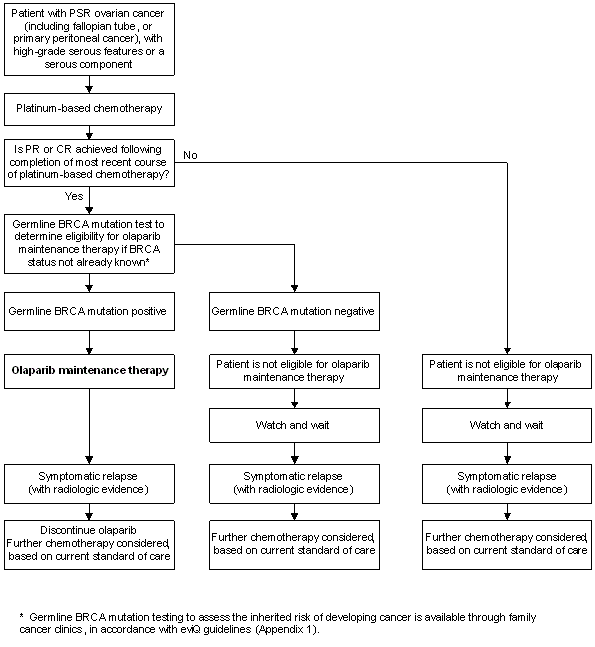 Patient with PSR ovarian cancer
(including fallopian tube, or
primary peritoneal cancer), with
high-grade serous features or a
serous component
Platinum-based chemotherapy
Is PR or CR achieved following
completion of most recent course
of platinum-based chemotherapy?
No
Yes
Germline BRCA mutation test to
determine eligibility for olaparib
maintenance therapy if BRCA
status not already known*
Germline BRCA mutation positive
Germline BRCA mutation negative
Olaparib maintenance therapy
Patient is not eligible for olaparib
maintenance therapy
Patient is not eligible for olaparib
maintenance therapy
Watch and wait
Watch and wait
Symptomatic relapse
(with radiologic evidence)
Symptomatic relapse
(with radiologic evidence)
Symptomatic relapse
(with radiologic evidence)
Discontinue olaparib
Further chemotherapy considered,
based on current standard of care
Further chemotherapy considered,
based on current standard of care
Further chemotherapy considered,
based on current standard of care
* Germline BRCA mutation testing to assess the inherited risk of developing cancer is available through family
cancer clinics, in accordance with eviQ guidelines (Appendix 1).